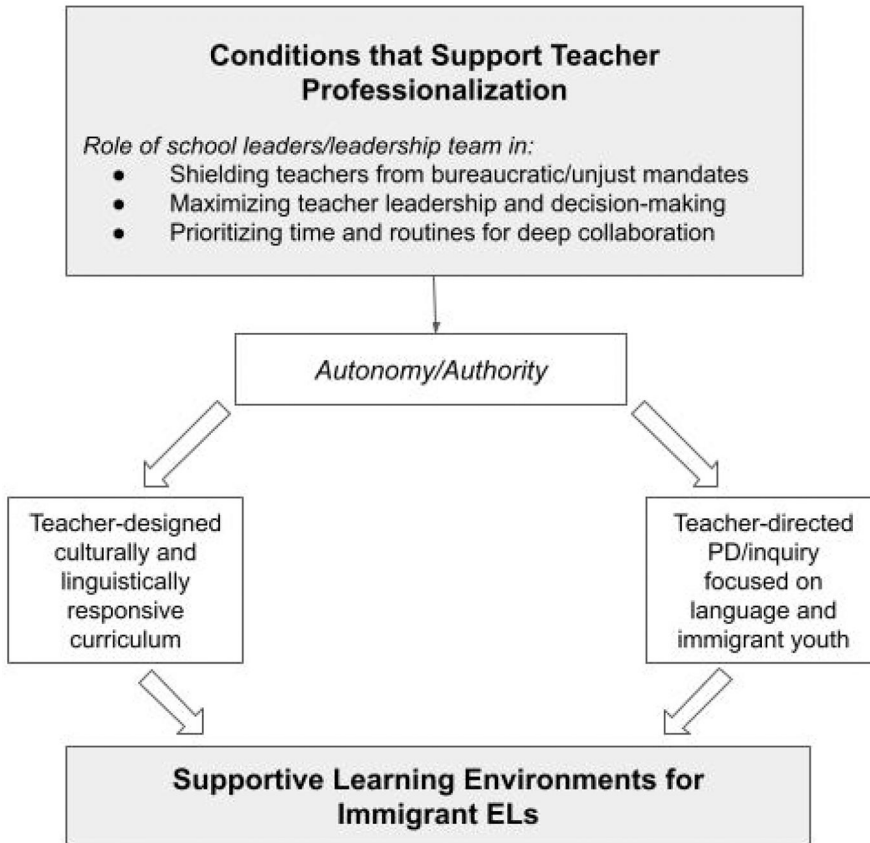 Conditions that Support Teacher
Professionalization
Role of school leaders/leadership team in:
● Shielding teachers from bureaucratic/unjust mandates
● Maximizing teacher leadership and decision-making
● Prioritizing time and routines for deep collaboration
Autonomy/Authority
Teacher-designed
culturally and
linguistically
responsive
curriculum
Teacher-directed
PD/inquiry
focused on
language and
immigrant youth
Supportive Learning Environments for
Immigrant ELs